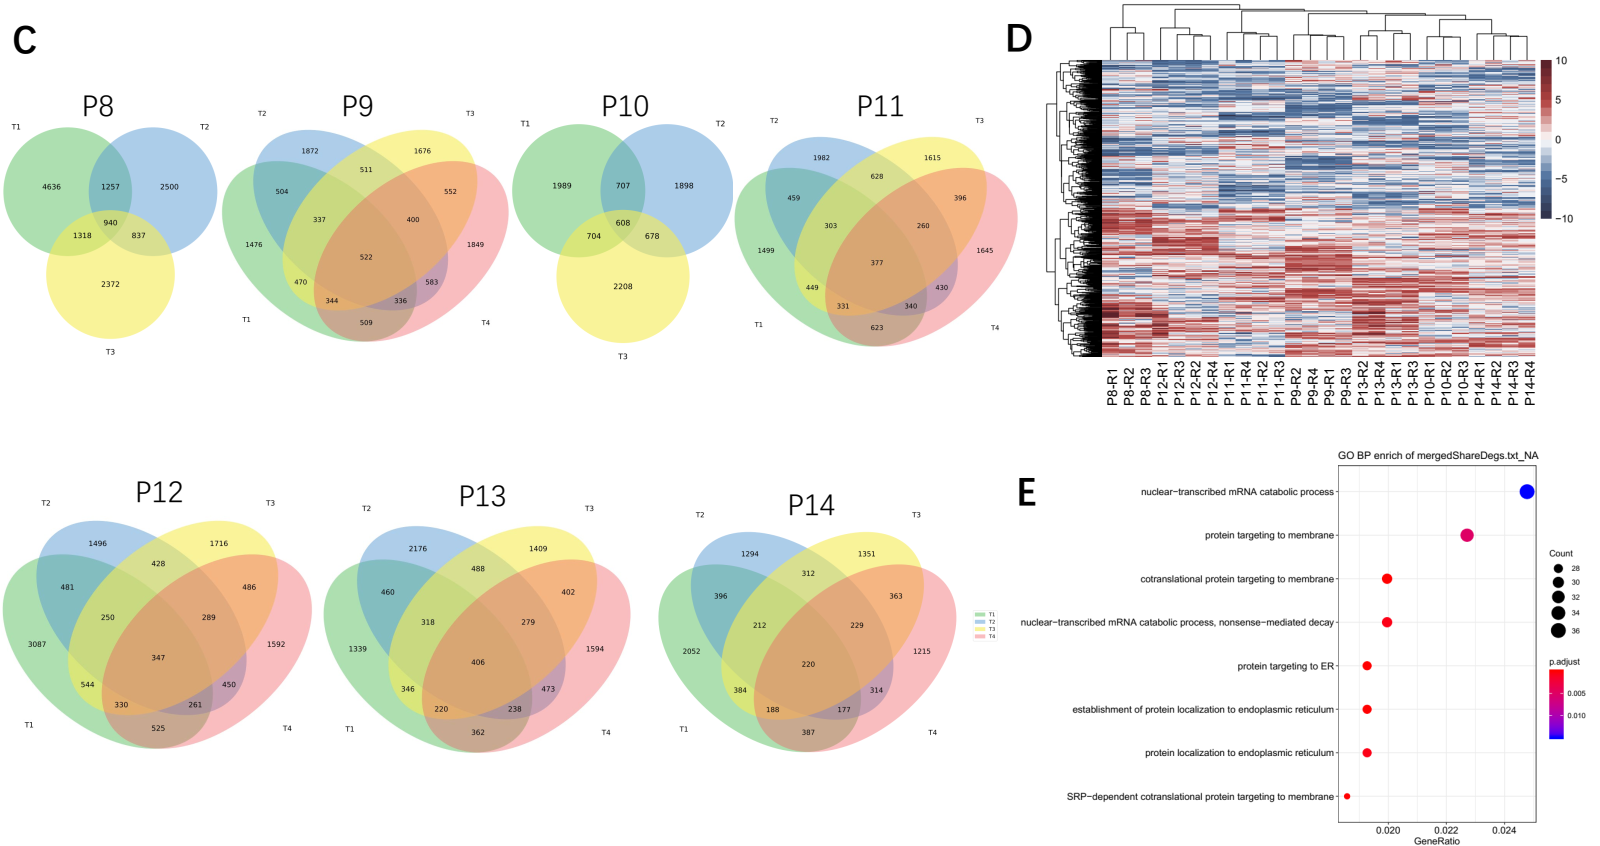 C
P8
T1
T2
4636
1257
2500
940
1318
837
2372
T3
P9
T2
T3
1872
1676
511
504
552
337
400
1476
1849
522
470
583
344
336
509
T1
T4
P10
T1
T2
1989
707
1898
608
704
678
2208
T3
P11
T2
T3
1982
1615
628
459
396
303
260
1499
1645
377
449
430
331
340
623
T1
T4
P12
T2
T3
1496
1716
428
481
486
250
289
3087
1592
347
544
450
330
261
525
T1
T4
P13
T2
T3
2176
1409
488
460
402
318
279
1339
1594
406
346
473
220
238
362
T1
T4
P14
T2
T3
1294
1351
312
396
363
212
229
2052
1215
220
384
314
188
177
387
T1
T4
T1
T2
T3
T4
D
10
5
0
−5
−10
P8-R1
P8-R2
P8-R3
P12-R1
P12-R3
P12-R2
P12-R4
P11-R1
P11-R4
P11-R2
P11-R3
P9-R2
P9-R4
P9-R1
P9-R3
P13-R2
P13-R4
P13-R1
P13-R3
P10-R1
P10-R2
P10-R3
P14-R1
P14-R2
P14-R3
P14-R4
E
GO BP enrich of mergedShareDegs.txt_NA
nuclear−transcribed mRNA catabolic process
protein targeting to membrane
cotranslational protein targeting to membrane
nuclear−transcribed mRNA catabolic process, nonsense−mediated decay
protein targeting to ER
establishment of protein localization to endoplasmic reticulum
protein localization to endoplasmic reticulum
SRP−dependent cotranslational protein targeting to membrane
0.020
0.022
0.024
GeneRatio
Count
28
30
32
34
36
p.adjust
0.005
0.010